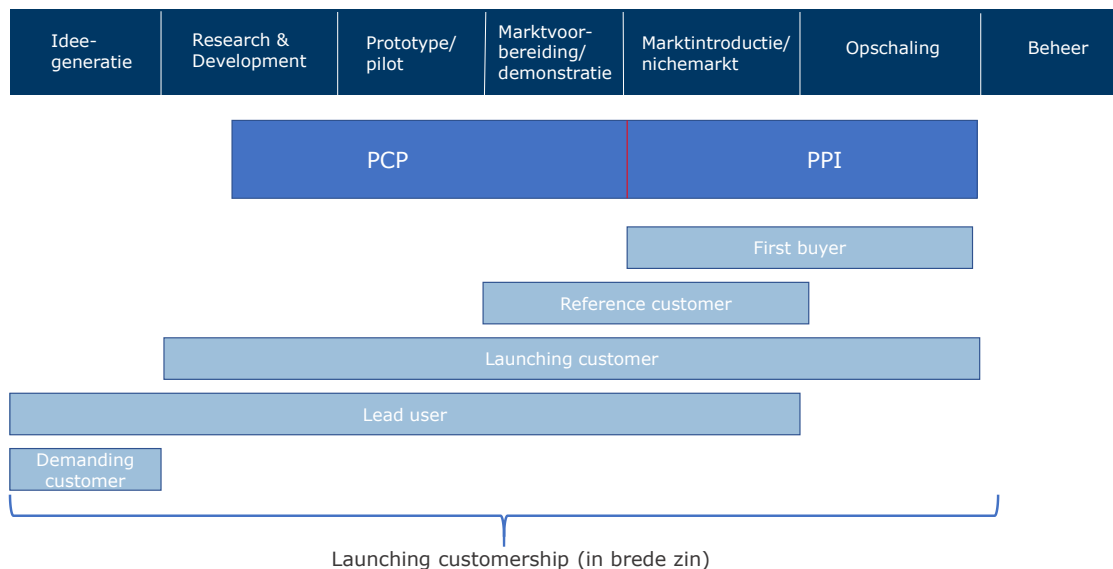 Idee-
generatie
Research &
Development
Prototype/
pilot
Marktvoor-
bereiding/
demonstratie
Marktintroductie/
nichemarkt
Opschaling
Beheer
PCP
PPI
First buyer
Reference customer
Launching customer
Lead user
Demanding
customer
Launching customership (in brede zin)